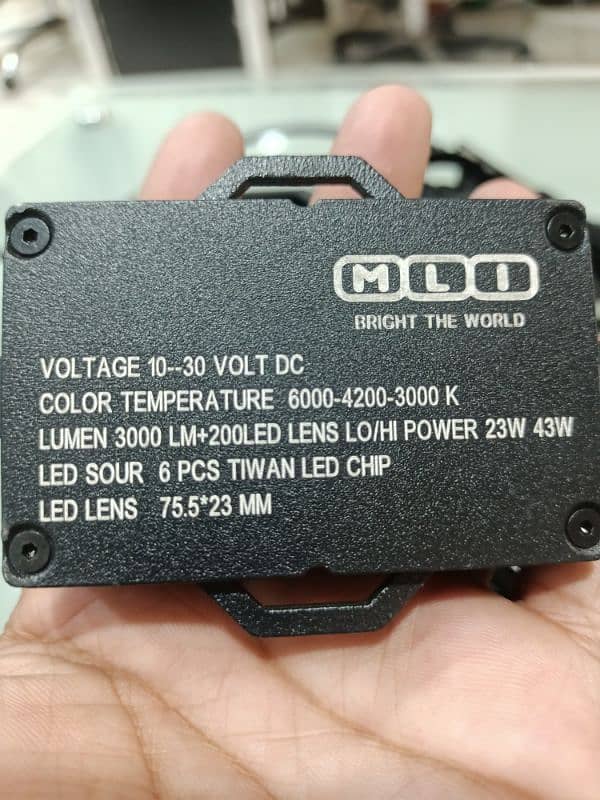 MLI
BRIGHT THE WORLD
VOLTAGE 10--30 VOLT DC
COLOR TEMPERATURE 6000-4200-3000 K
LUMEN 3000 LM+200LED LENS LO/HI POWER 23W 43W
LED SOUR 6 PCS TIWAN LED CHIP
LED LENS 75.5*23 MM